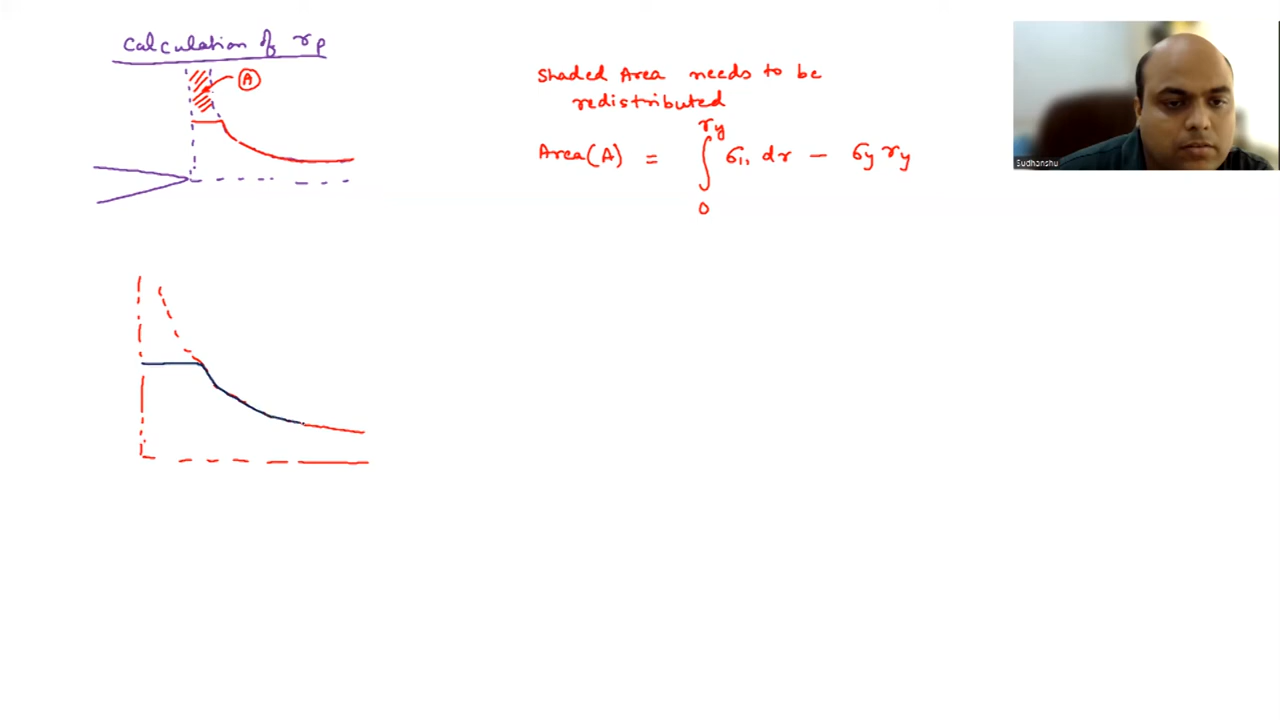 Calculation of rp
A
Shaded Area needs to be
redistributed
Area(A) = ∫₀^ry σ₁₁ dr − σy ry
Sudhanshu